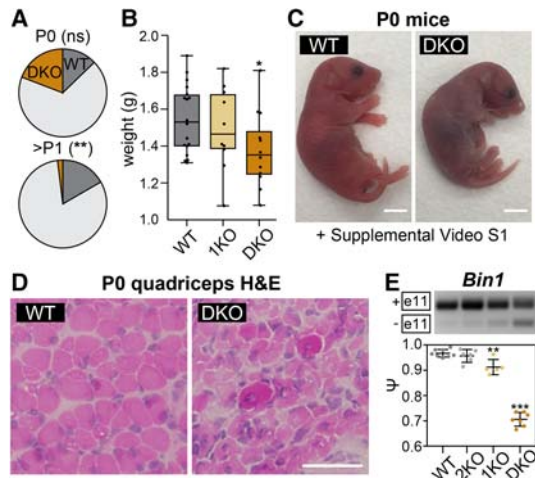 A
P0 (ns)
DKO
WT
>P1 (**)
B
weight (g)
2.0
1.8
1.6
1.4
1.2
1.0
*
WT
1KO
DKO
C
P0 mice
WT
DKO
+ Supplemental Video S1
D
P0 quadriceps H&E
WT
DKO
E
Bin1
+ e11
- e11
Ψ
1.0
0.9
0.8
0.7
0.6
**
***
WT
2KO
1KO
DKO